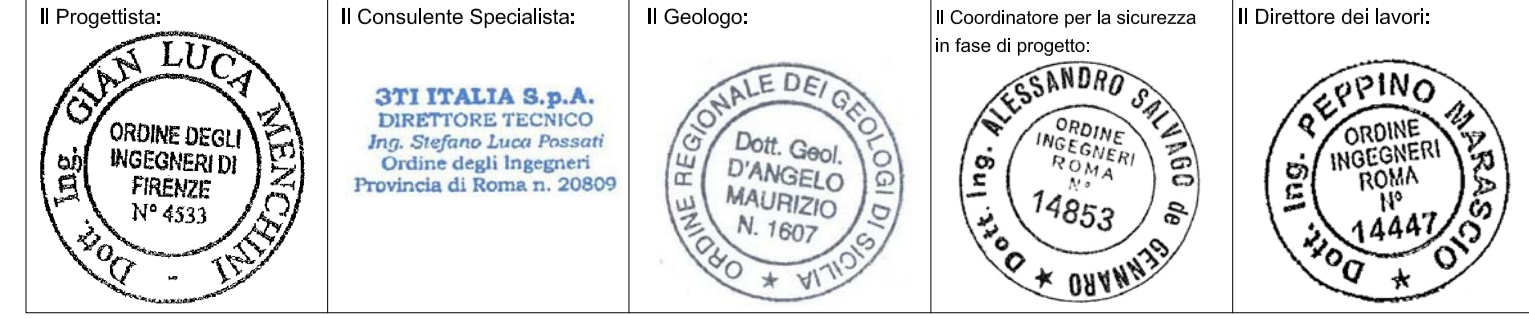 Il Progettista:
Dott. Ing. GIAN LUCA MENCHINI -
ORDINE DEGLI
INGEGNERI DI
FIRENZE
N° 4533
Il Consulente Specialista:
3TI ITALIA S.p.A.
DIRETTORE TECNICO
Ing. Stefano Luca Possati
Ordine degli Ingegneri
Provincia di Roma n. 20809
Il Geologo:
ORDINE REGIONALE DEI GEOLOGI DI SICILIA ★
Dott. Geol.
D'ANGELO
MAURIZIO
N. 1607
Il Coordinatore per la sicurezza
in fase di progetto:
Dott. Ing. ALESSANDRO SALVAGO de GENNARO ★
ORDINE
INGEGNERI
ROMA
N°
14853
Il Direttore dei lavori:
Dott. Ing. PEPPINO MARASCIO ★
ORDINE
INGEGNERI
ROMA
N°
14447